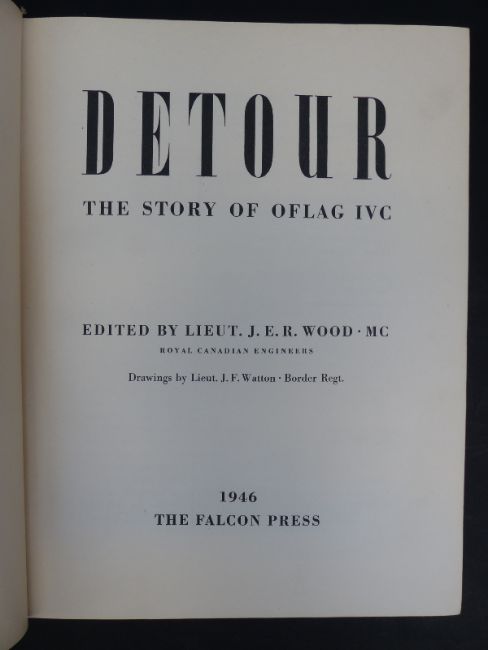 DETOUR
THE STORY OF OFLAG IVC
EDITED BY LIEUT. J. E. R. WOOD · MC
ROYAL CANADIAN ENGINEERS
Drawings by Lieut. J. F. Watton · Border Regt.
1946
THE FALCON PRESS